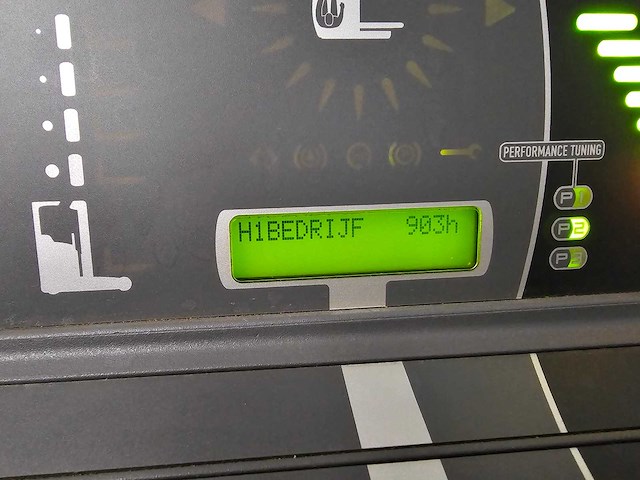 PERFORMANCE TUNING
P1
P2
P3
H1BEDRIJF 903h